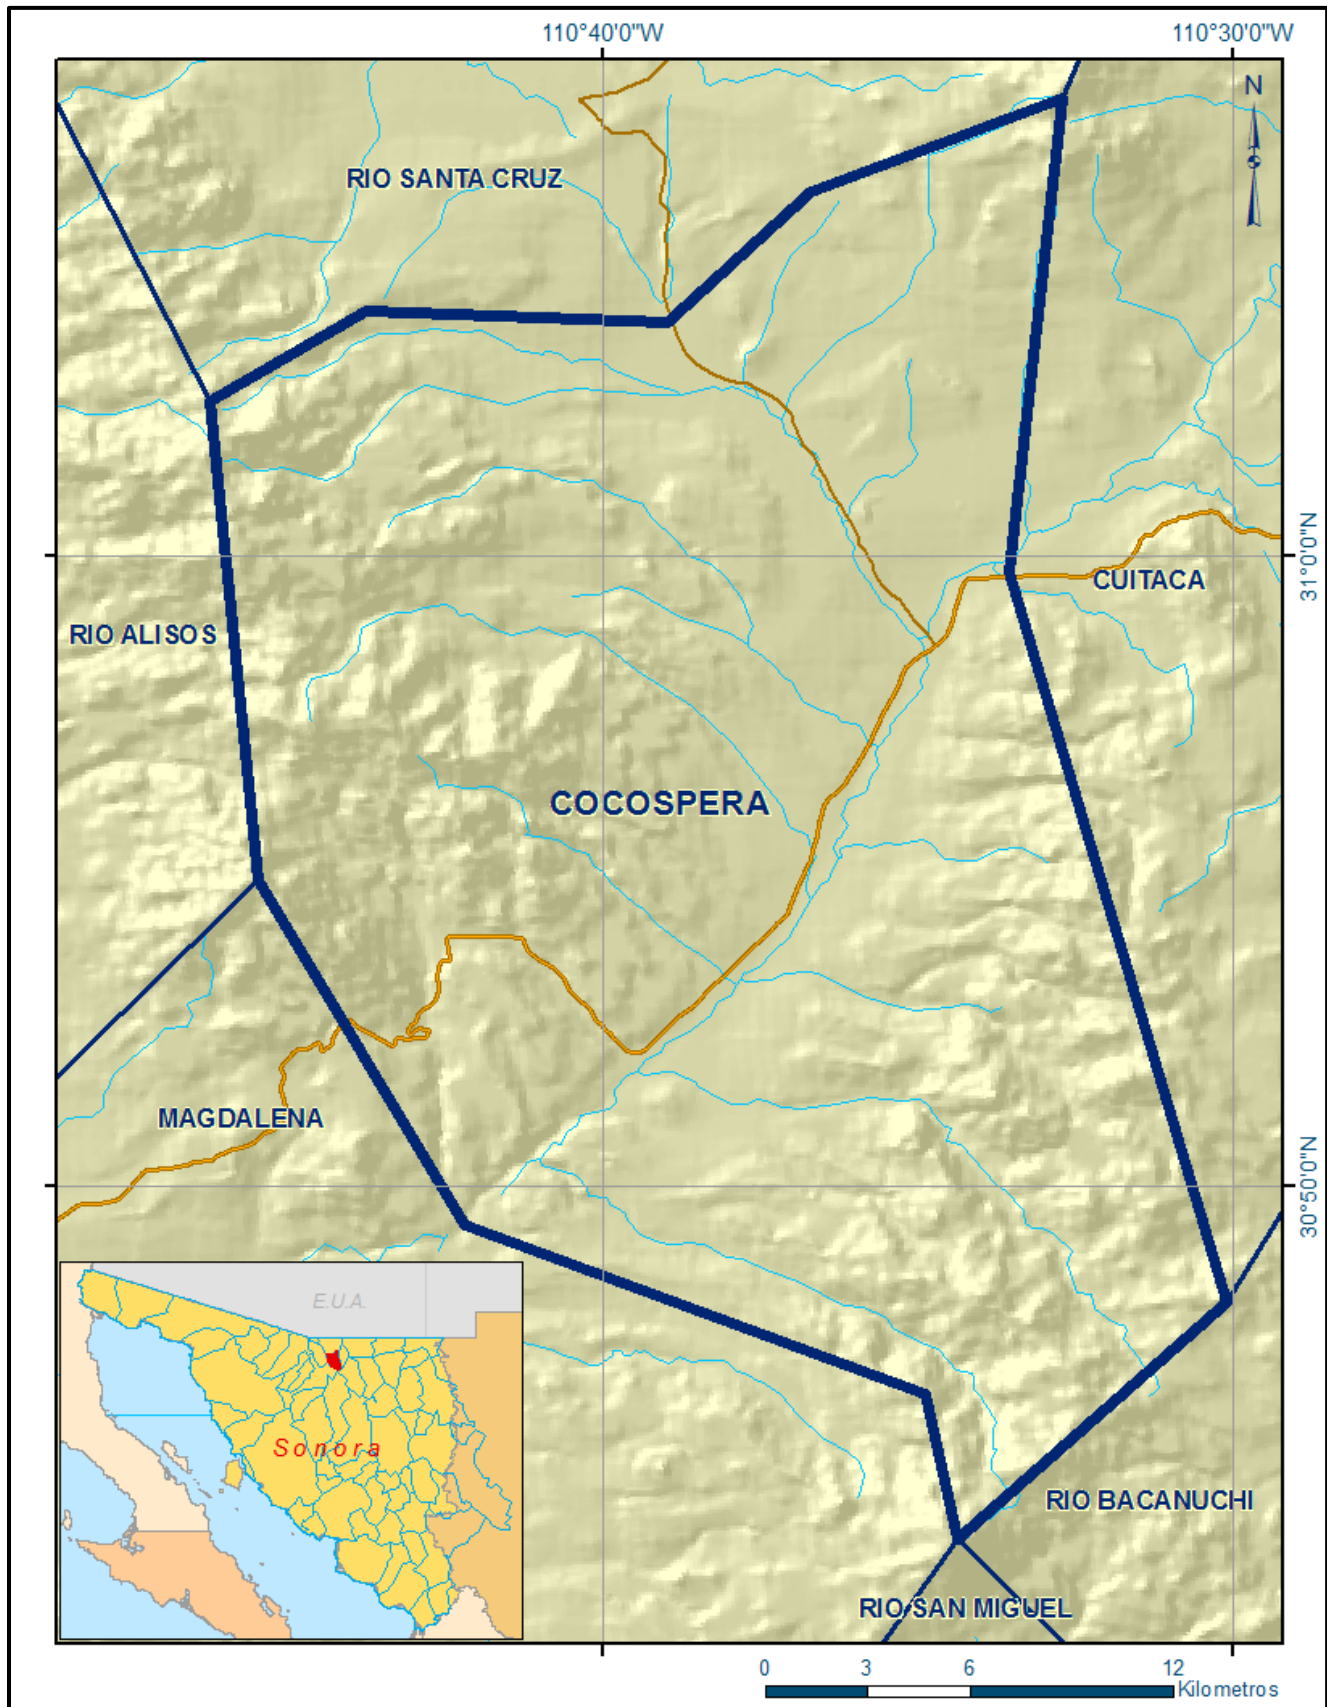 110°40'0"W
110°30'0"W
N
RIO SANTA CRUZ
31°0'0"N
CUITACA
RIO ALISOS
COCOSPERA
MAGDALENA
30°50'0"N
E.U.A.
Sonora
RIO BACANUCHI
RIO SAN MIGUEL
0 3 6 12
Kilometros